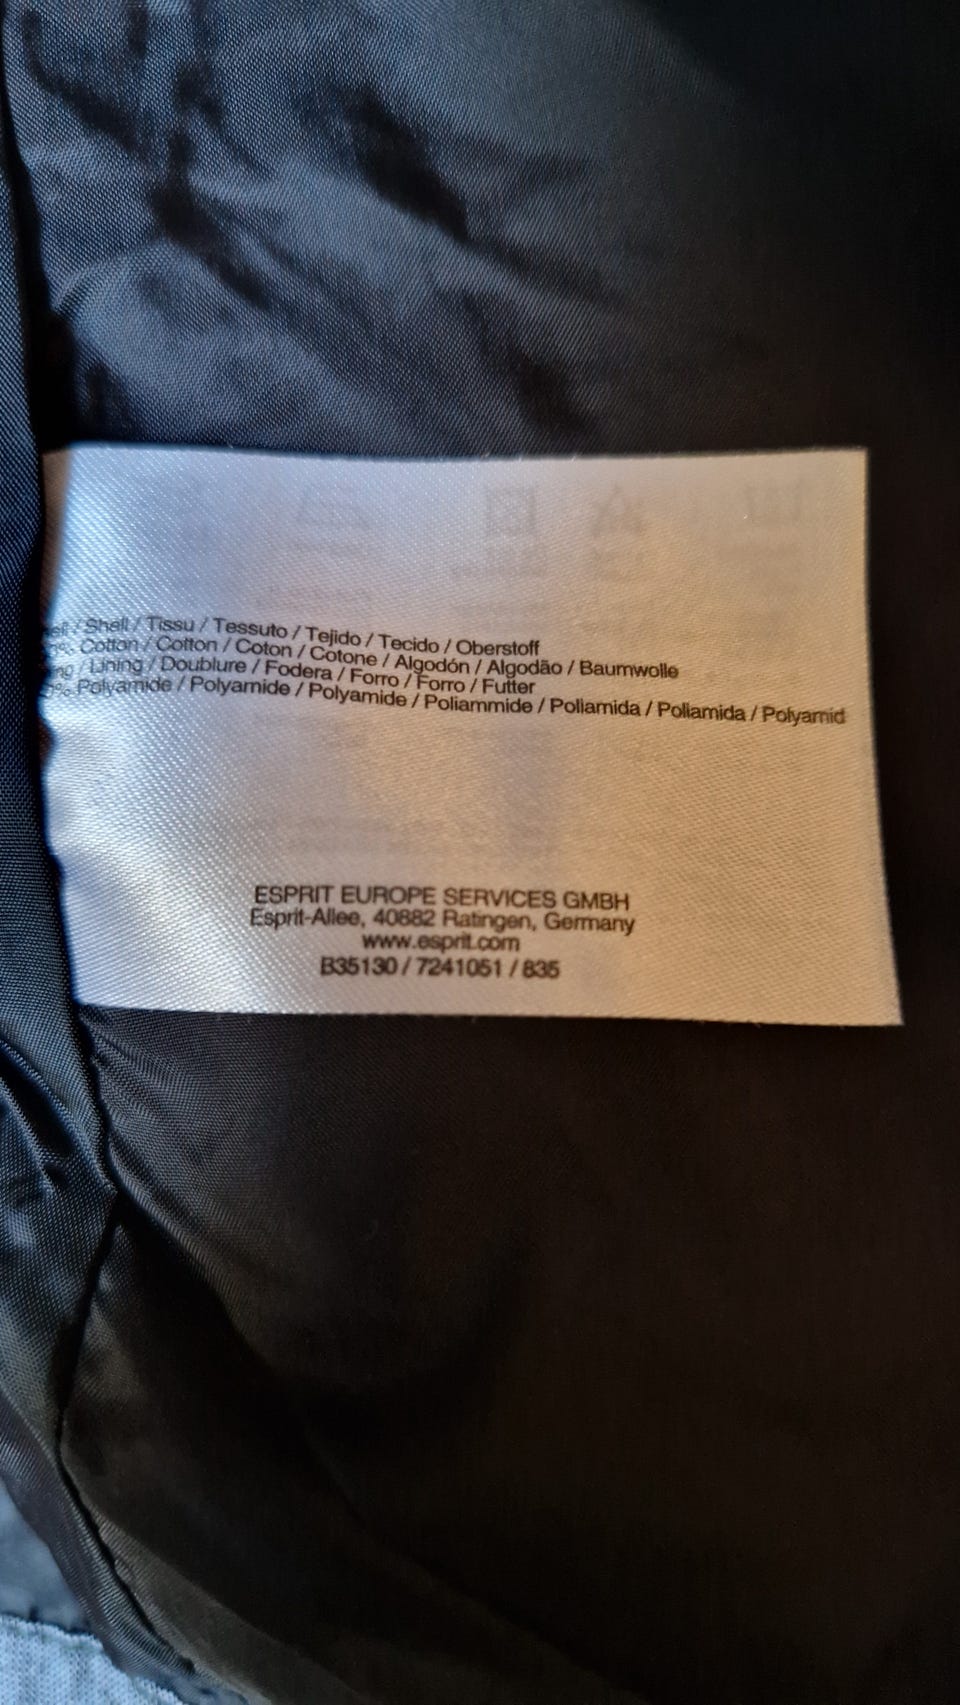 / Shell / Tissu / Tessuto / Tejido / Tecido / Oberstoff
% Cotton / Cotton / Coton / Cotone / Algodón / Algodão / Baumwolle
/ Lining / Doublure / Fodera / Forro / Forro / Futter
% Polyamide / Polyamide / Polyamide / Poliammide / Poliamida / Poliamida / Polyamid
ESPRIT EUROPE SERVICES GMBH
Esprit-Allee, 40882 Ratingen, Germany
www.esprit.com
B35130 / 7241051 / 835